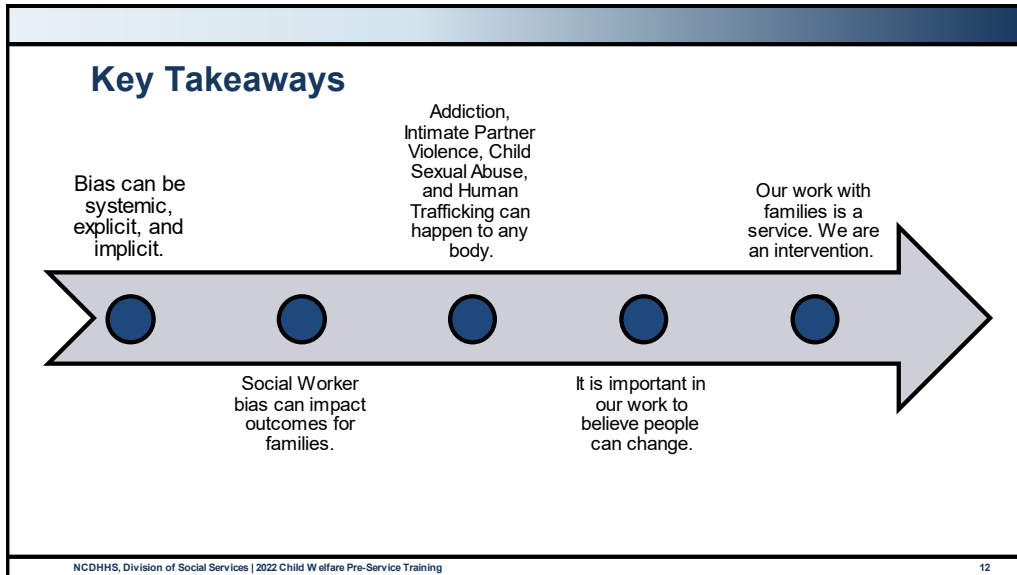 Key Takeaways
Bias can be
systemic,
explicit, and
implicit.
Social Worker
bias can impact
outcomes for
families.
Addiction,
Intimate Partner
Violence, Child
Sexual Abuse,
and Human
Trafficking can
happen to any
body.
It is important in
our work to
believe people
can change.
Our work with
families is a
service. We are
an intervention.
NCDHHS, Division of Social Services | 2022 Child Welfare Pre-Service Training
12